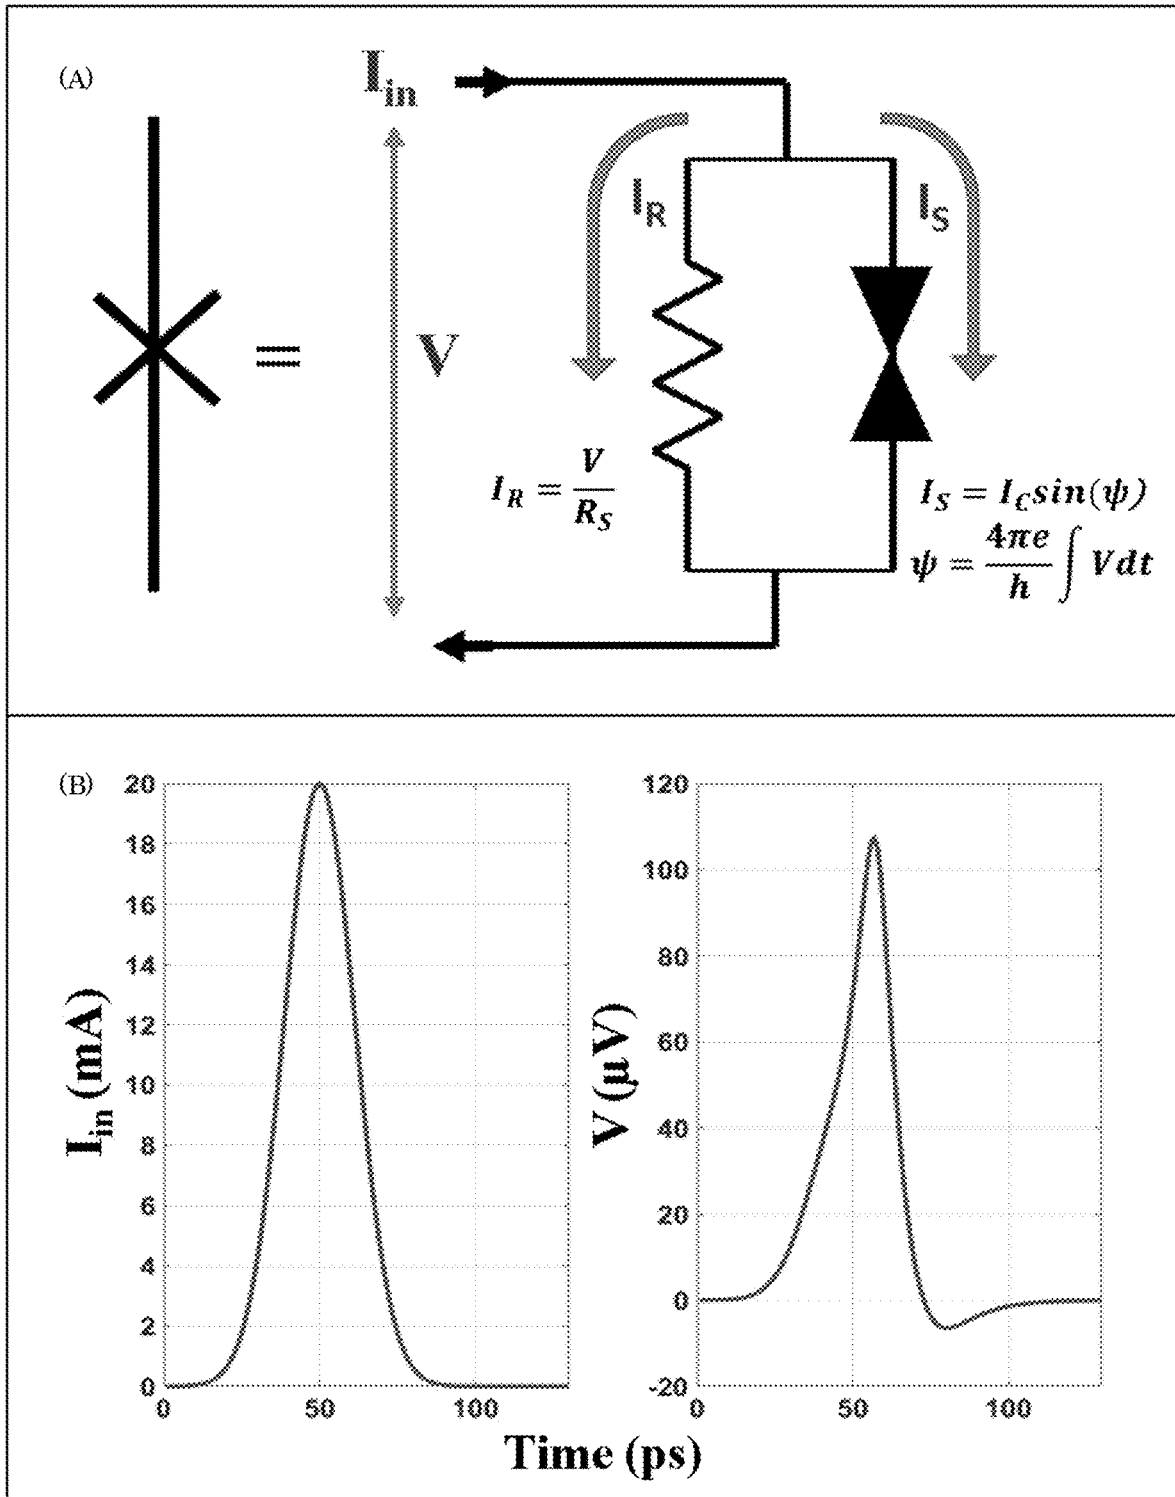 (A)
I_in
I_R
I_S
=
V
I_R = V/R_S
I_S = I_C sin(ψ)
ψ = 4πe/h ∫ Vdt
(B)
20
18
16
14
12
10
8
6
4
2
0
I_in (mA)
0
50
100
120
100
80
60
40
20
0
-20
V (μV)
0
50
100
Time (ps)